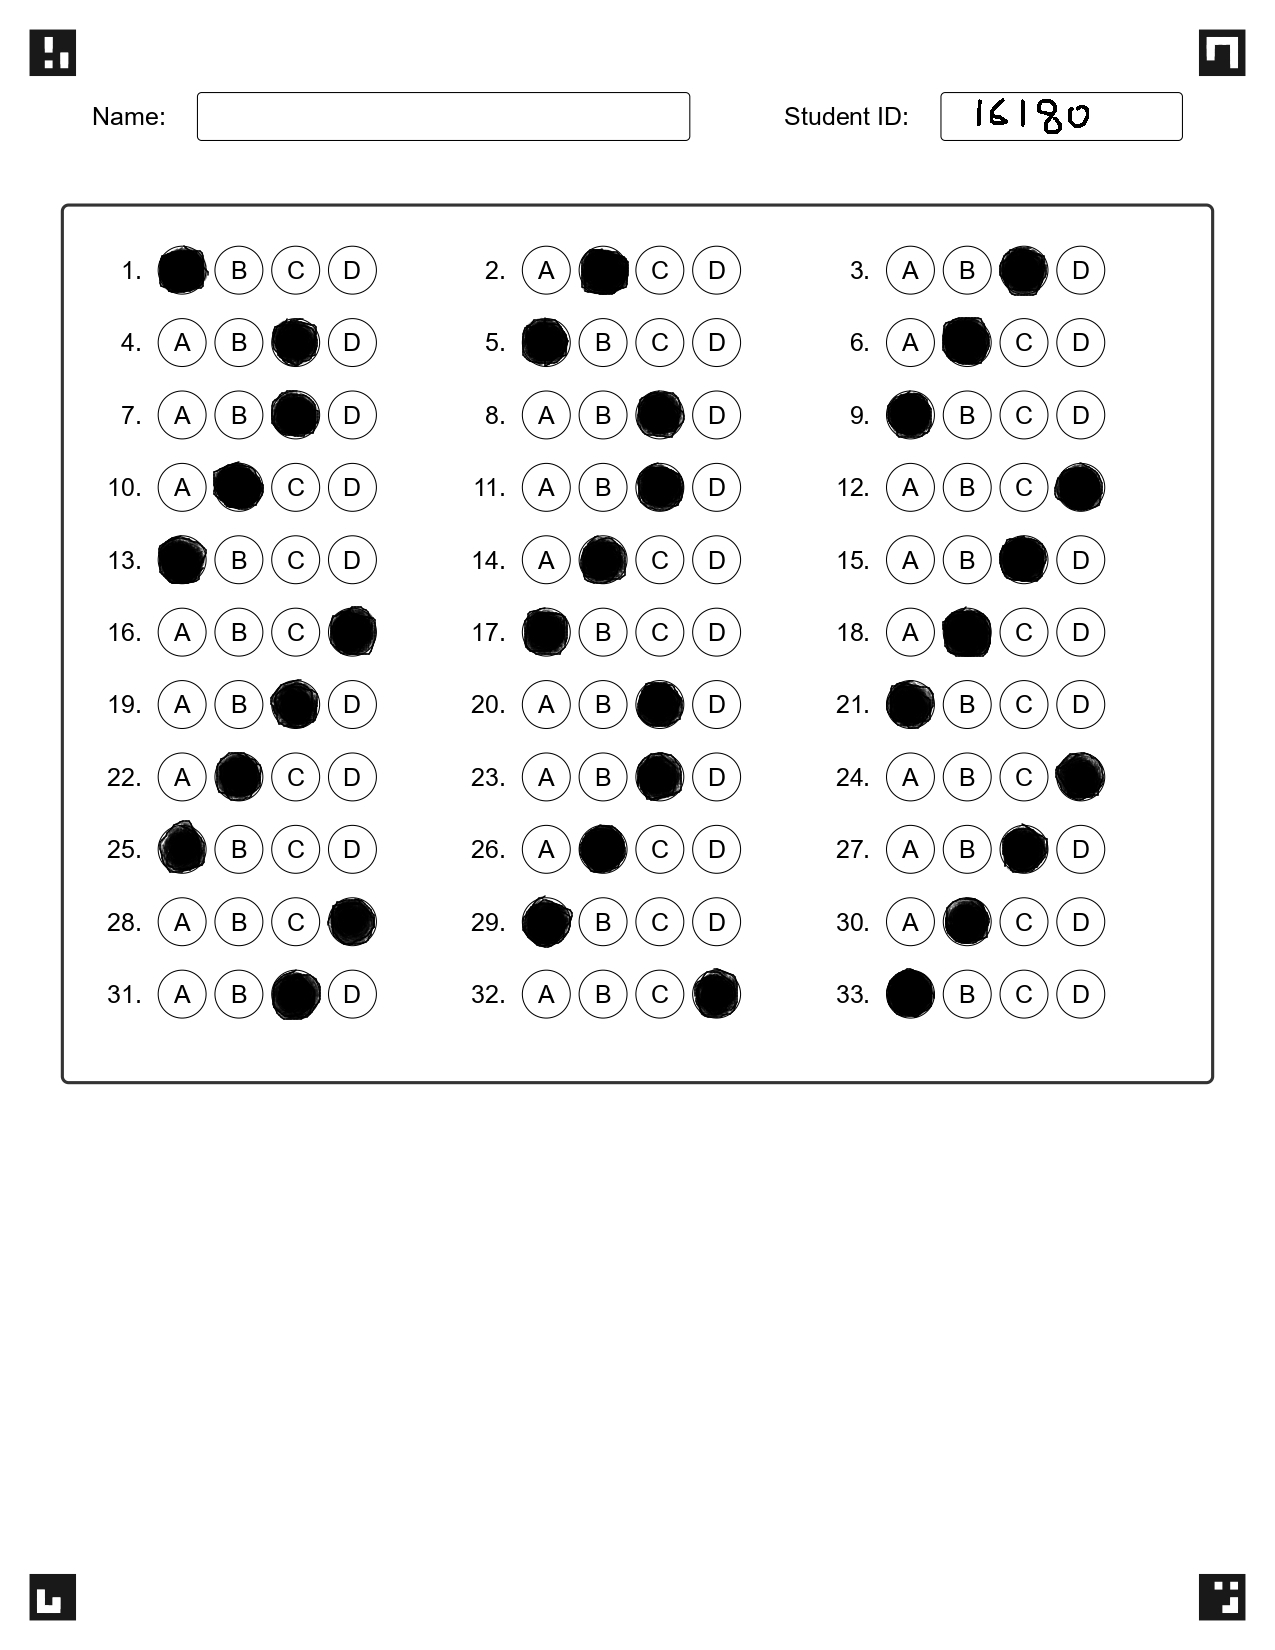 Name: Student ID: 16180
1. B C D 2. A C D 3. A B D
4. A B D 5. B C D 6. A C D
7. A B D 8. A B D 9. B C D
10. A C D 11. A B D 12. A B C
13. B C D 14. A C D 15. A B D
16. A B C 17. B C D 18. A C D
19. A B D 20. A B D 21. B C D
22. A C D 23. A B D 24. A B C
25. B C D 26. A C D 27. A B D
28. A B C 29. B C D 30. A C D
31. A B D 32. A B C 33. B C D